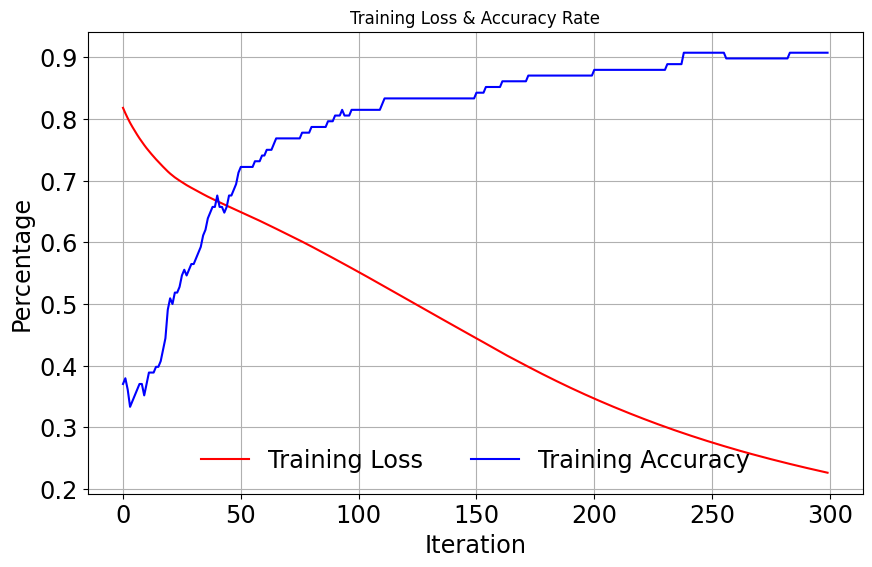 Training Loss & Accuracy Rate
Percentage
0.9
0.8
0.7
0.6
0.5
0.4
0.3
0.2
Training Loss Training Accuracy
0 50 100 150 200 250 300
Iteration